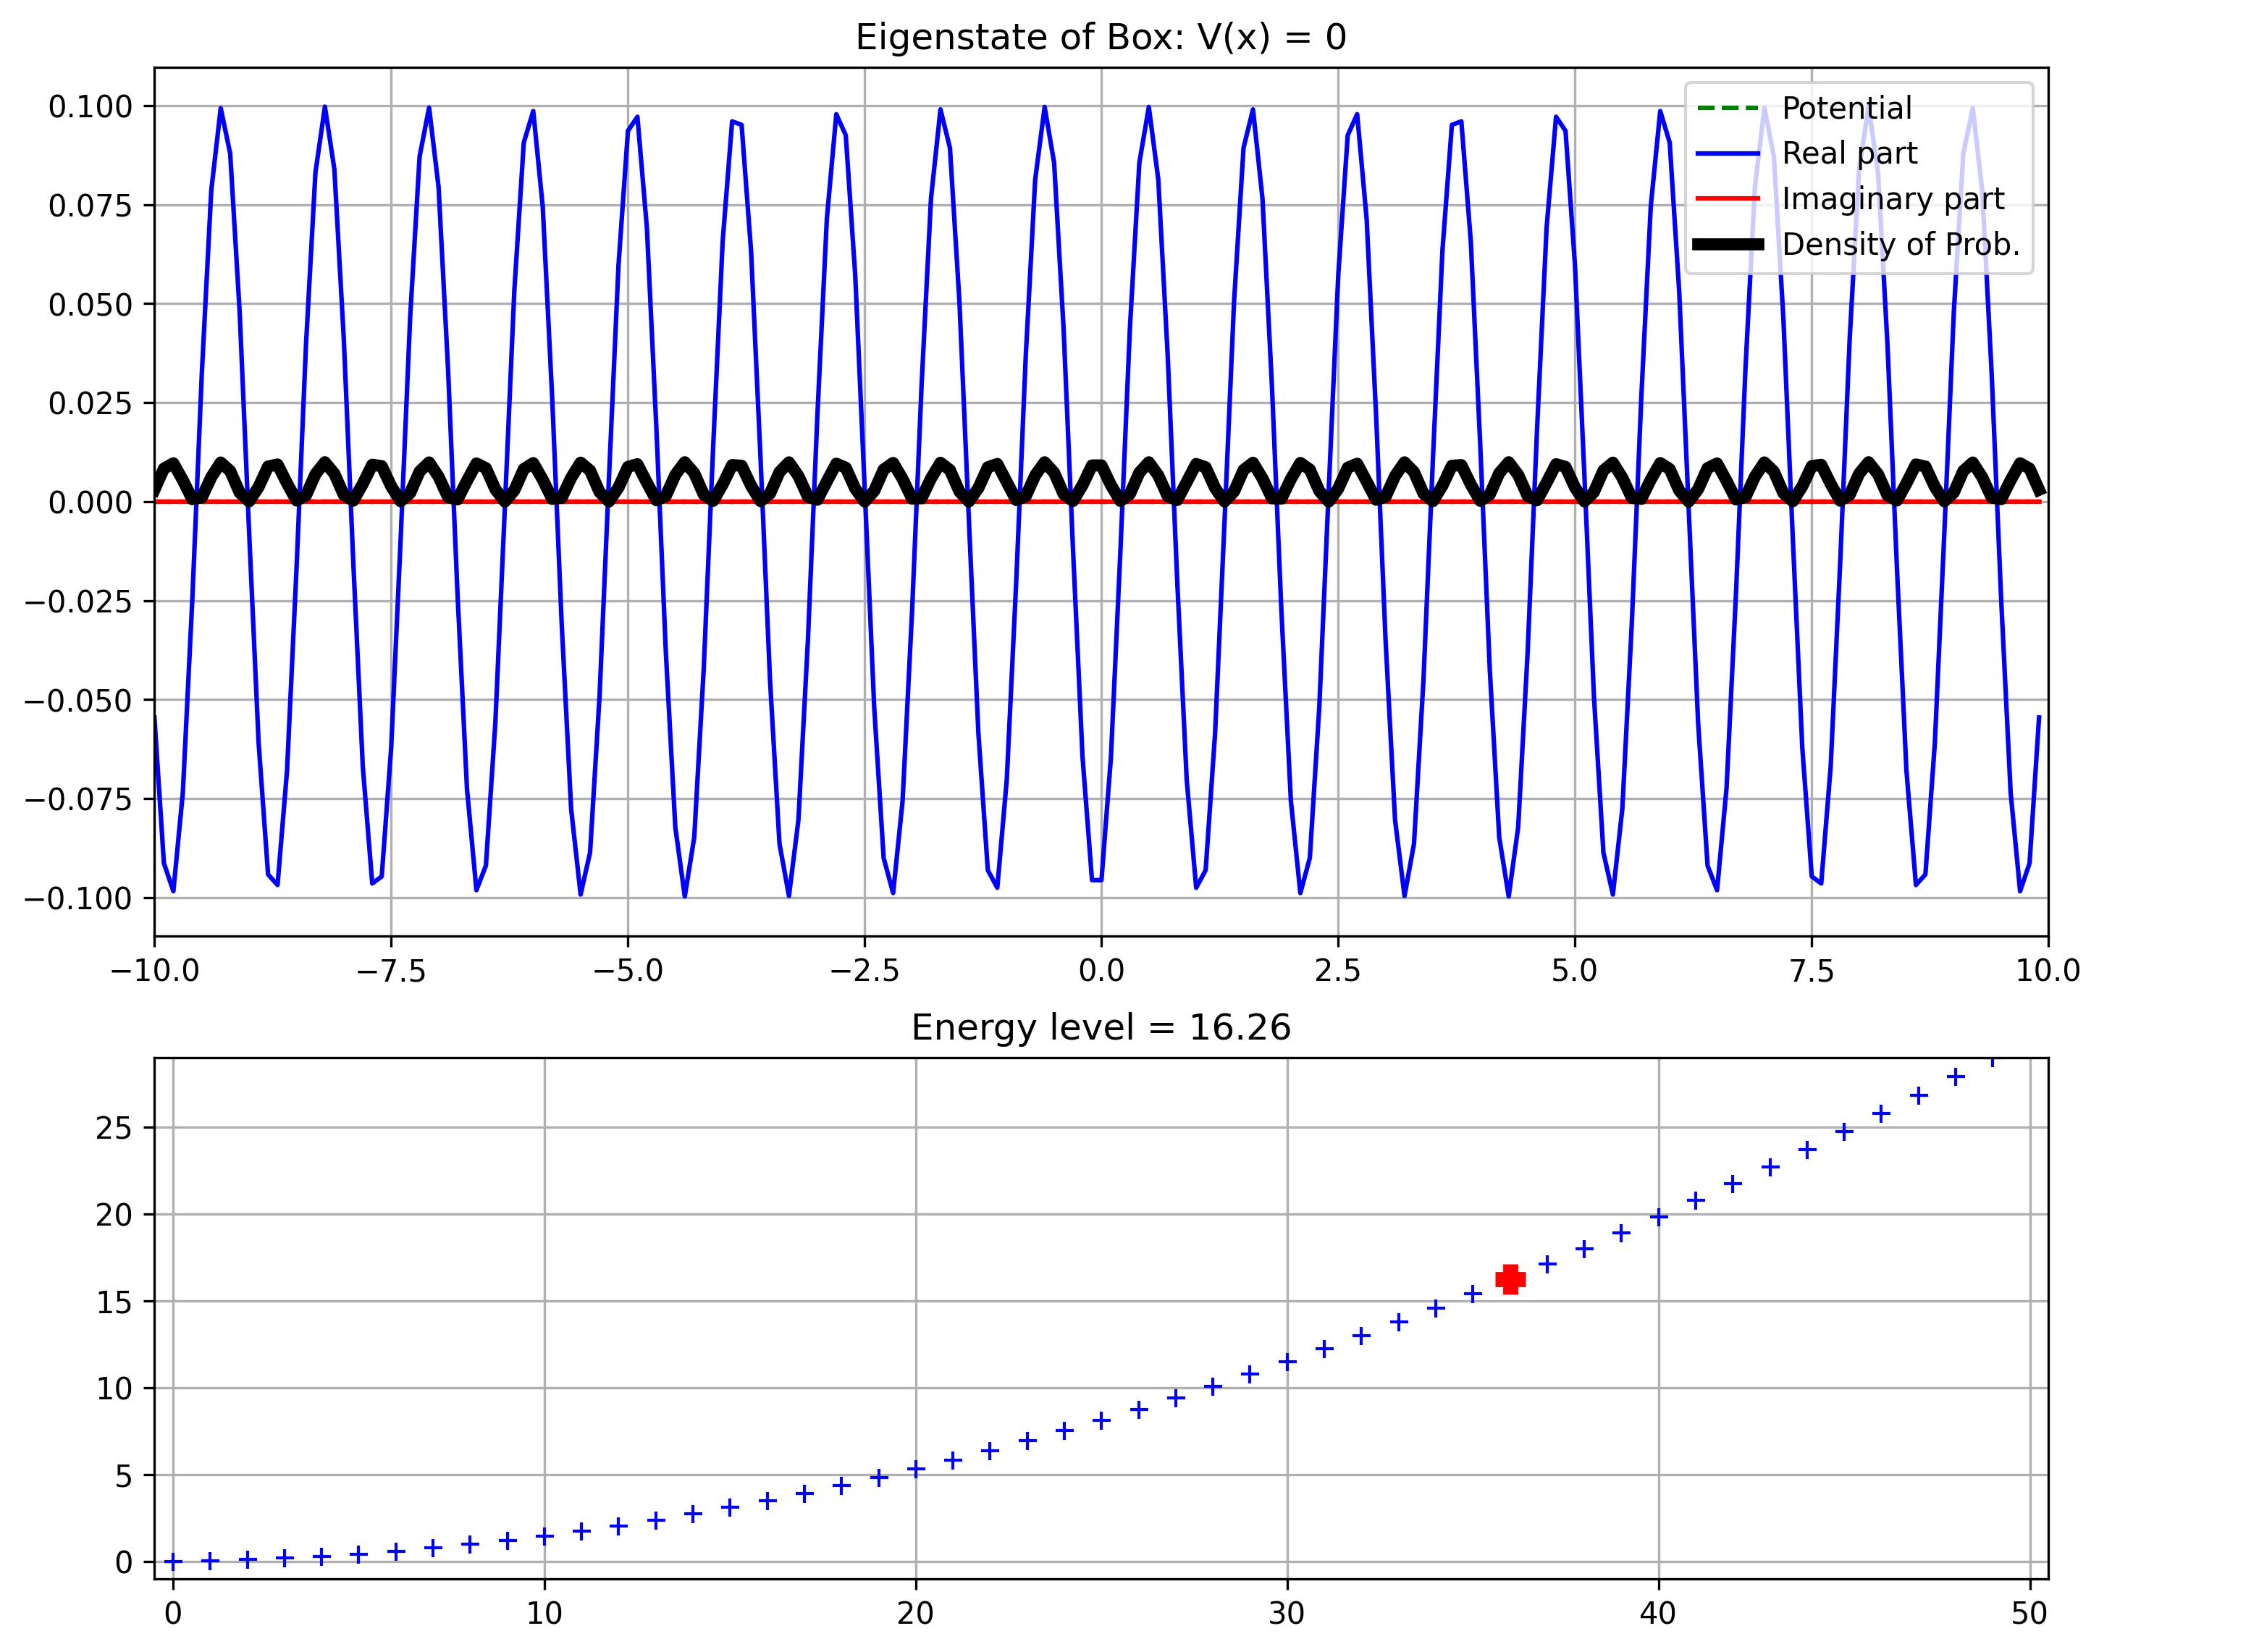 Eigenstate of Box: V(x) = 0
0.100
0.075
0.050
0.025
0.000
−0.025
−0.050
−0.075
−0.100
Potential
Real part
Imaginary part
Density of Prob.
−10.0 −7.5 −5.0 −2.5 0.0 2.5 5.0 7.5 10.0
Energy level = 16.26
25
20
15
10
5
0
0 10 20 30 40 50